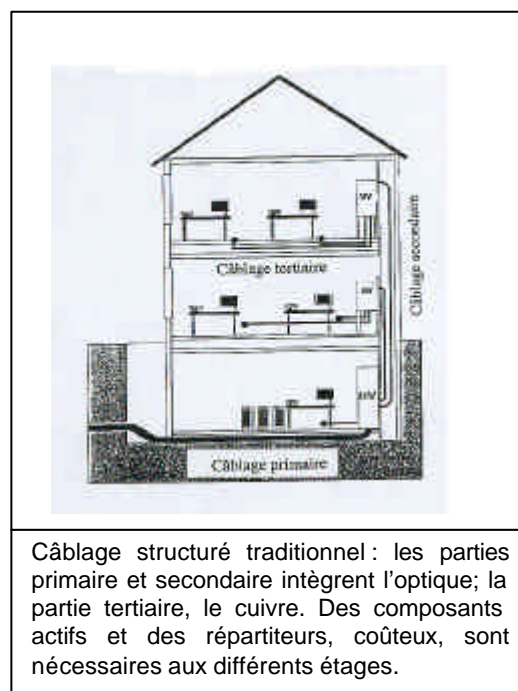 Câblage tertiaire
Câblage secondaire
Câblage primaire
Câblage structuré traditionnel : les parties
primaire et secondaire intègrent l’optique; la
partie tertiaire, le cuivre. Des composants
actifs et des répartiteurs, coûteux, sont
nécessaires aux différents étages.